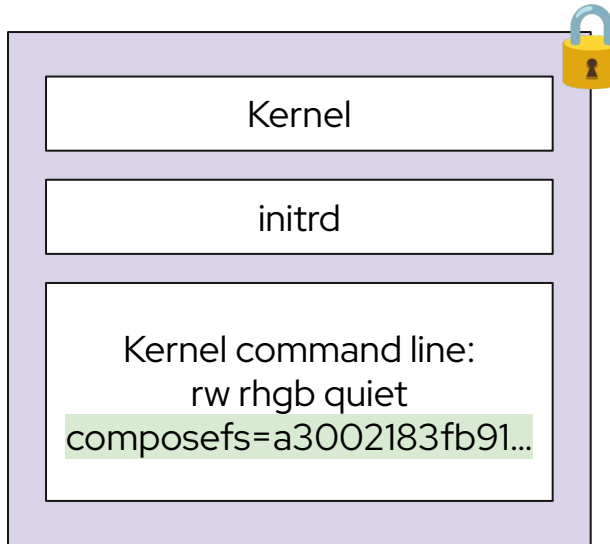 Kernel
initrd
Kernel command line:
rw rhgb quiet
composefs=a3002183fb91...